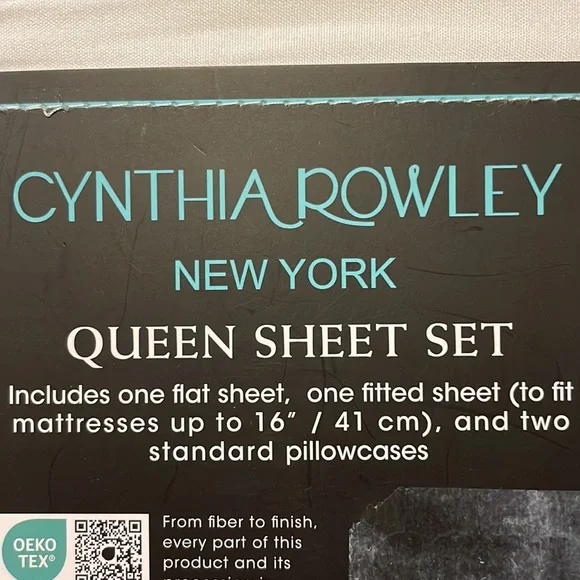 CYNTHIA ROWLEY
NEW YORK
QUEEN SHEET SET
Includes one flat sheet, one fitted sheet (to fit
mattresses up to 16” / 41 cm), and two
standard pillowcases
OEKO
TEX®
From fiber to finish,
every part of this
product and its